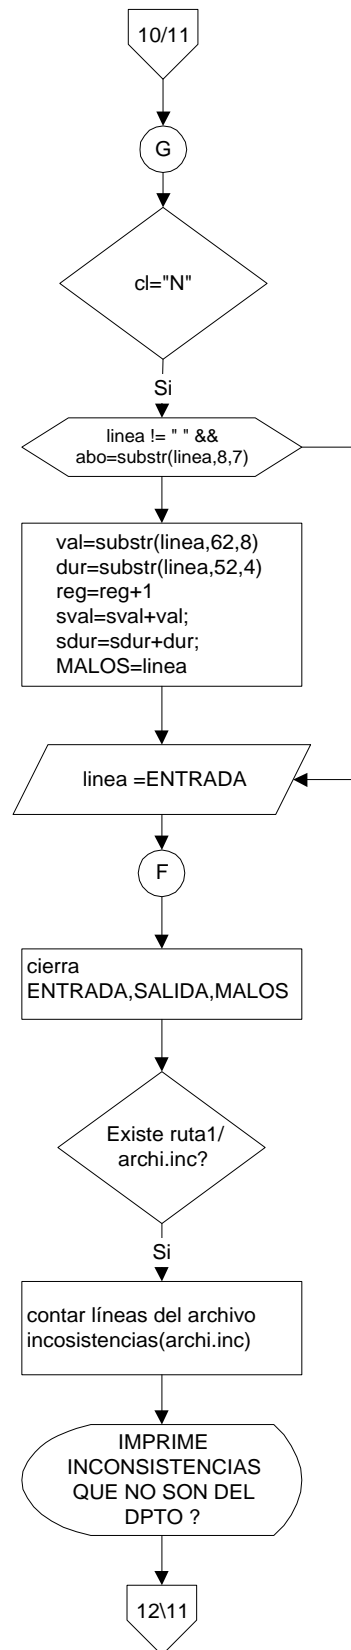 10/11
G
cl="N"
Si
linea != " " &&
abo=substr(linea,8,7)
val=substr(linea,62,8)
dur=substr(linea,52,4)
reg=reg+1
sval=sval+val;
sdur=sdur+dur;
MALOS=linea
linea =ENTRADA
F
cierra
ENTRADA,SALIDA,MALOS
Existe ruta1/
archi.inc?
Si
contar líneas del archivo
incosistencias(archi.inc)
IMPRIME
INCONSISTENCIAS
QUE NO SON DEL
DPTO ?
12\11